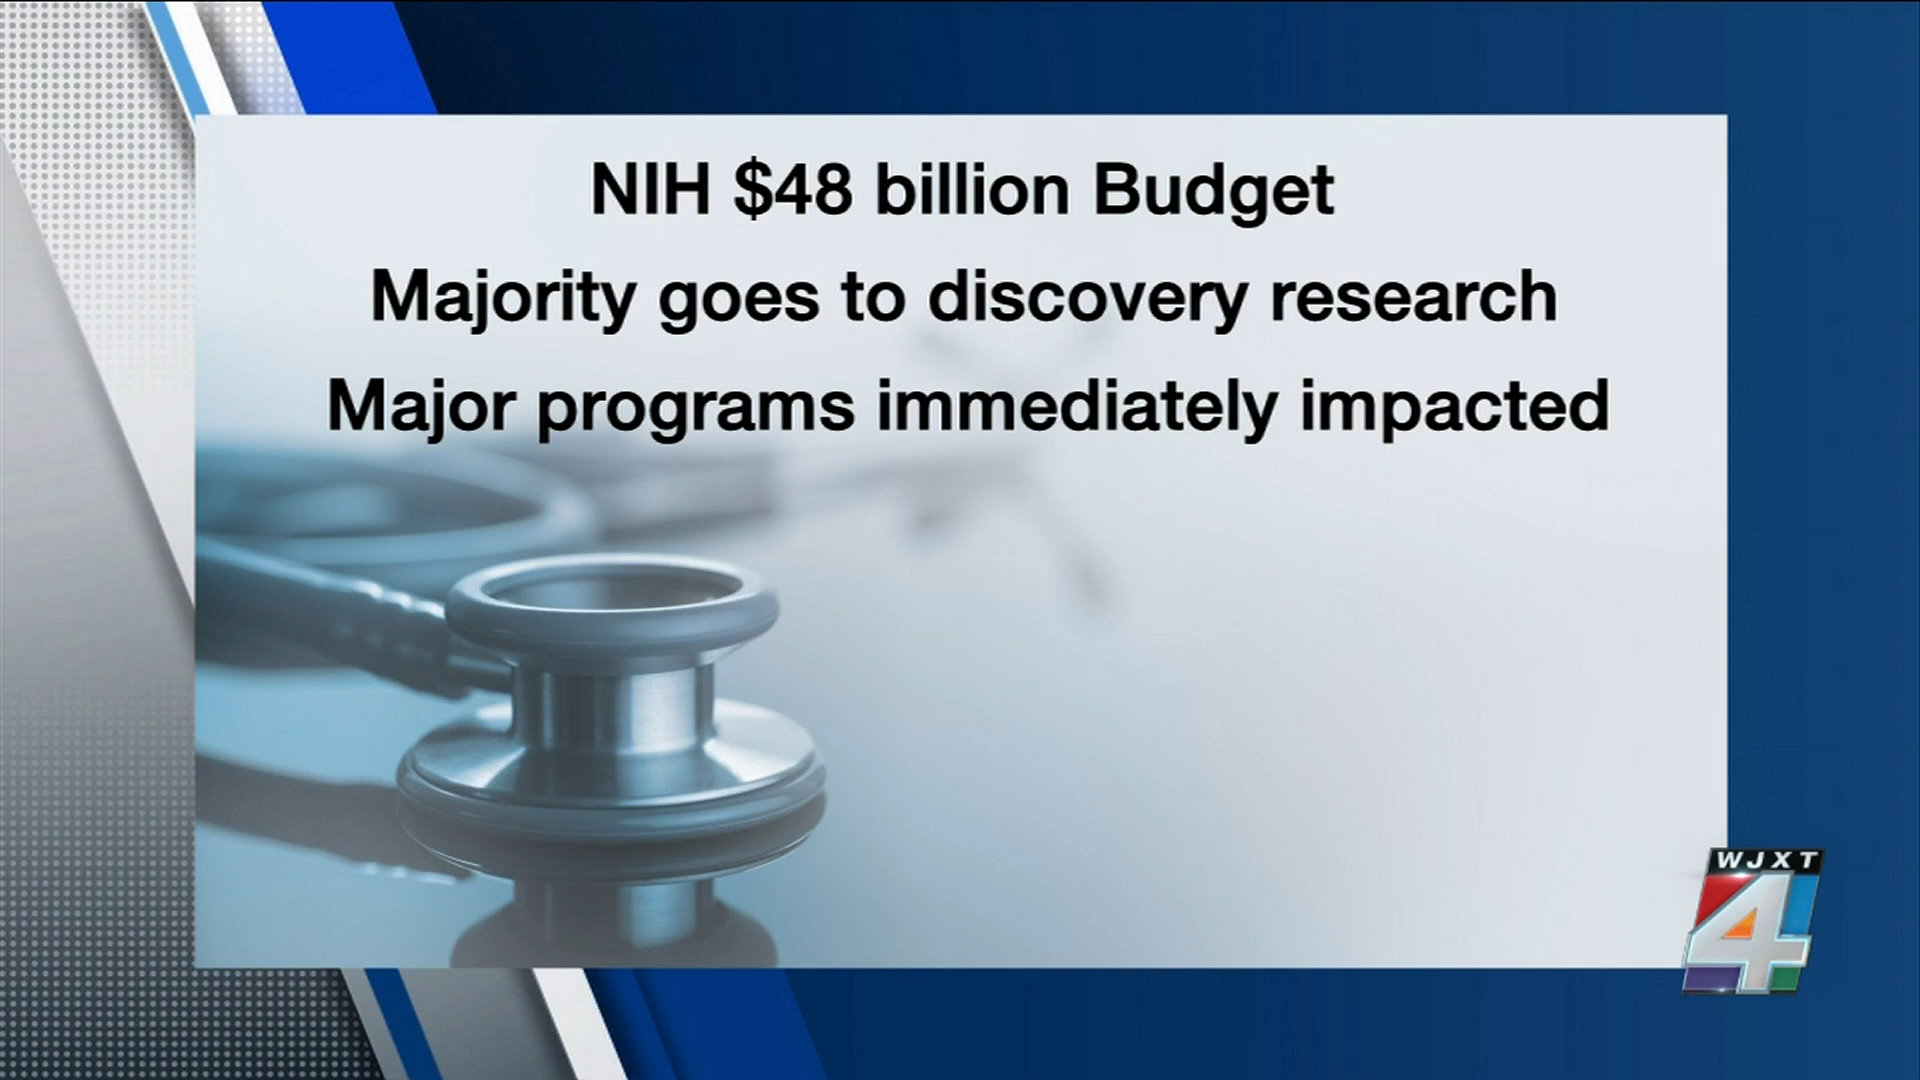 NIH $48 billion Budget
Majority goes to discovery research
Major programs immediately impacted
WJXT
4